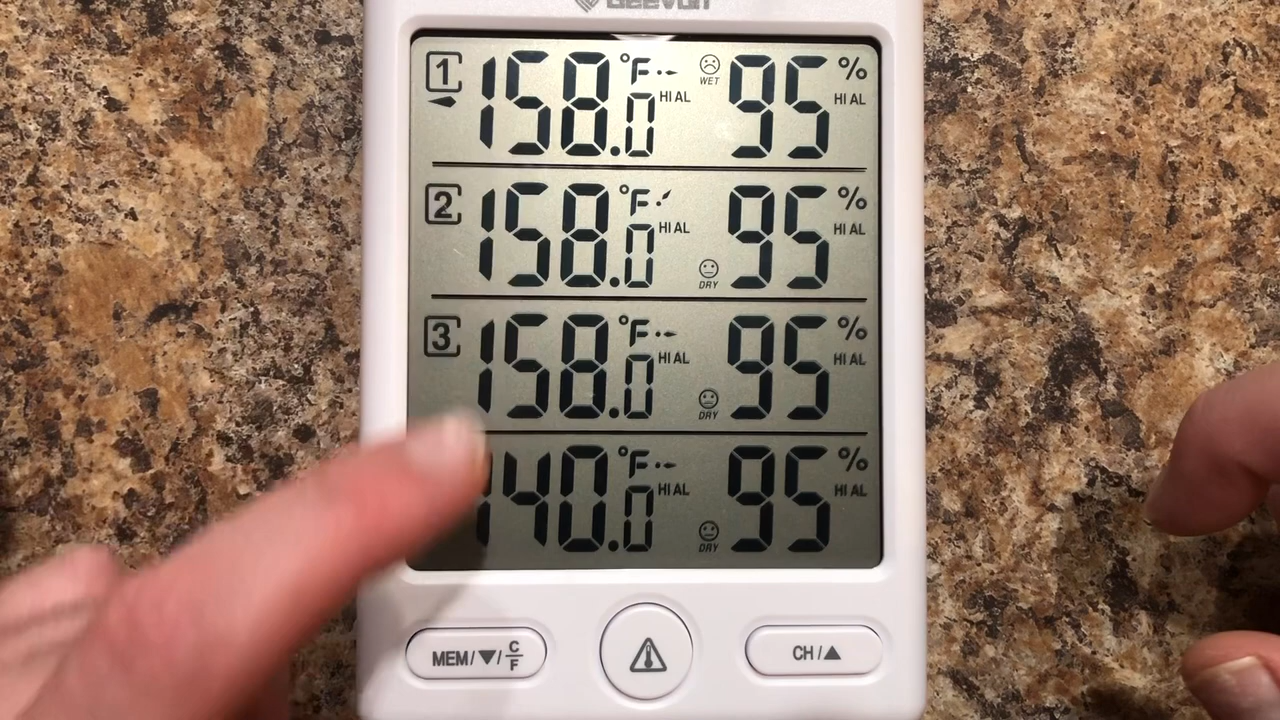 GEEVON
1 158.0 °F HI AL WET 95 % HI AL
2 158.0 °F HI AL DRY 95 % HI AL
3 158.0 °F HI AL DRY 95 % HI AL
140.0 °F HI AL DRY 95 % HI AL
MEM/▼/C/F
CH/▲